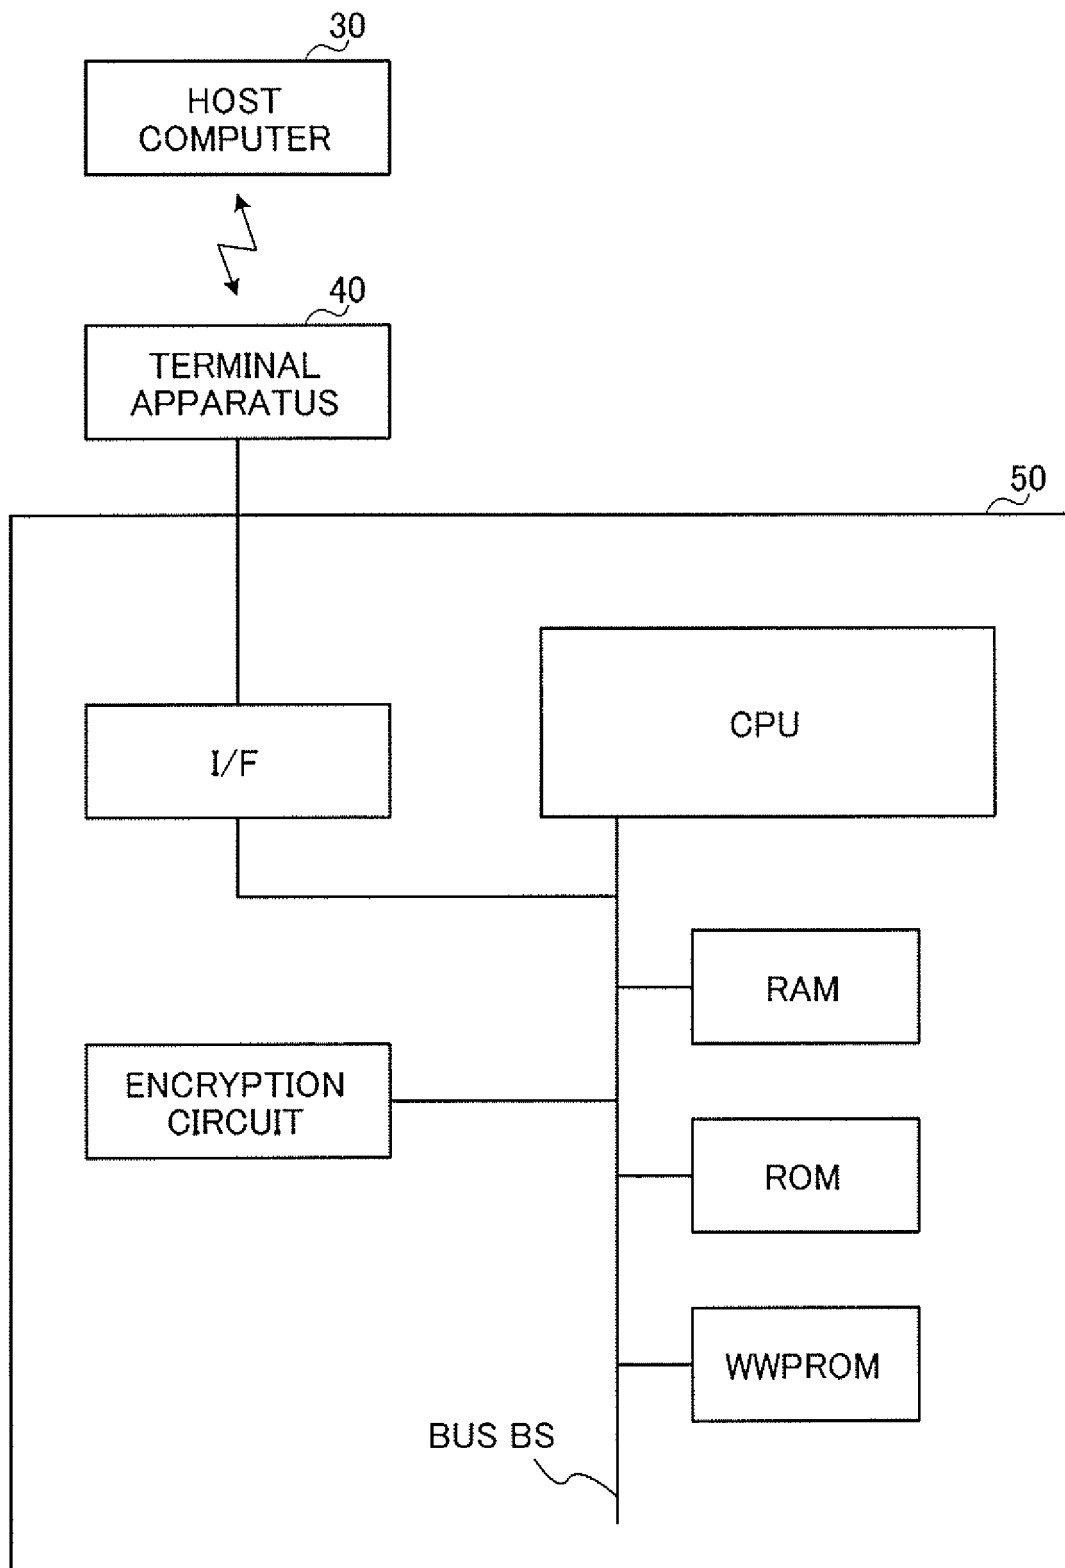 30
HOST
COMPUTER
40
TERMINAL
APPARATUS
50
CPU
I/F
RAM
ENCRYPTION
CIRCUIT
ROM
WWPROM
BUS BS